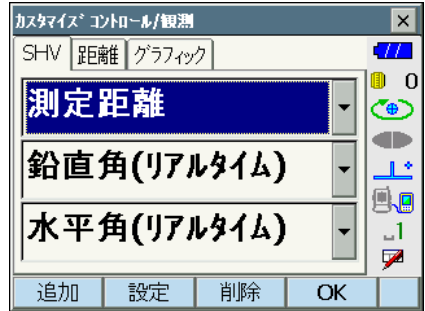 カスタマイズ コントロール/観測
SHV 距離 グラフィック
0
測定距離
鉛直角(リアルタイム)
水平角(リアルタイム)
1
追加 設定 削除 OK